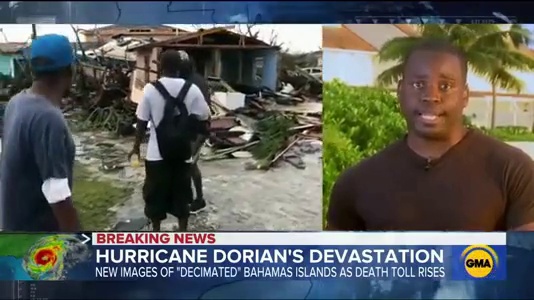 BREAKING NEWS
HURRICANE DORIAN'S DEVASTATION
NEW IMAGES OF "DECIMATED" BAHAMAS ISLANDS AS DEATH TOLL RISES
GMA